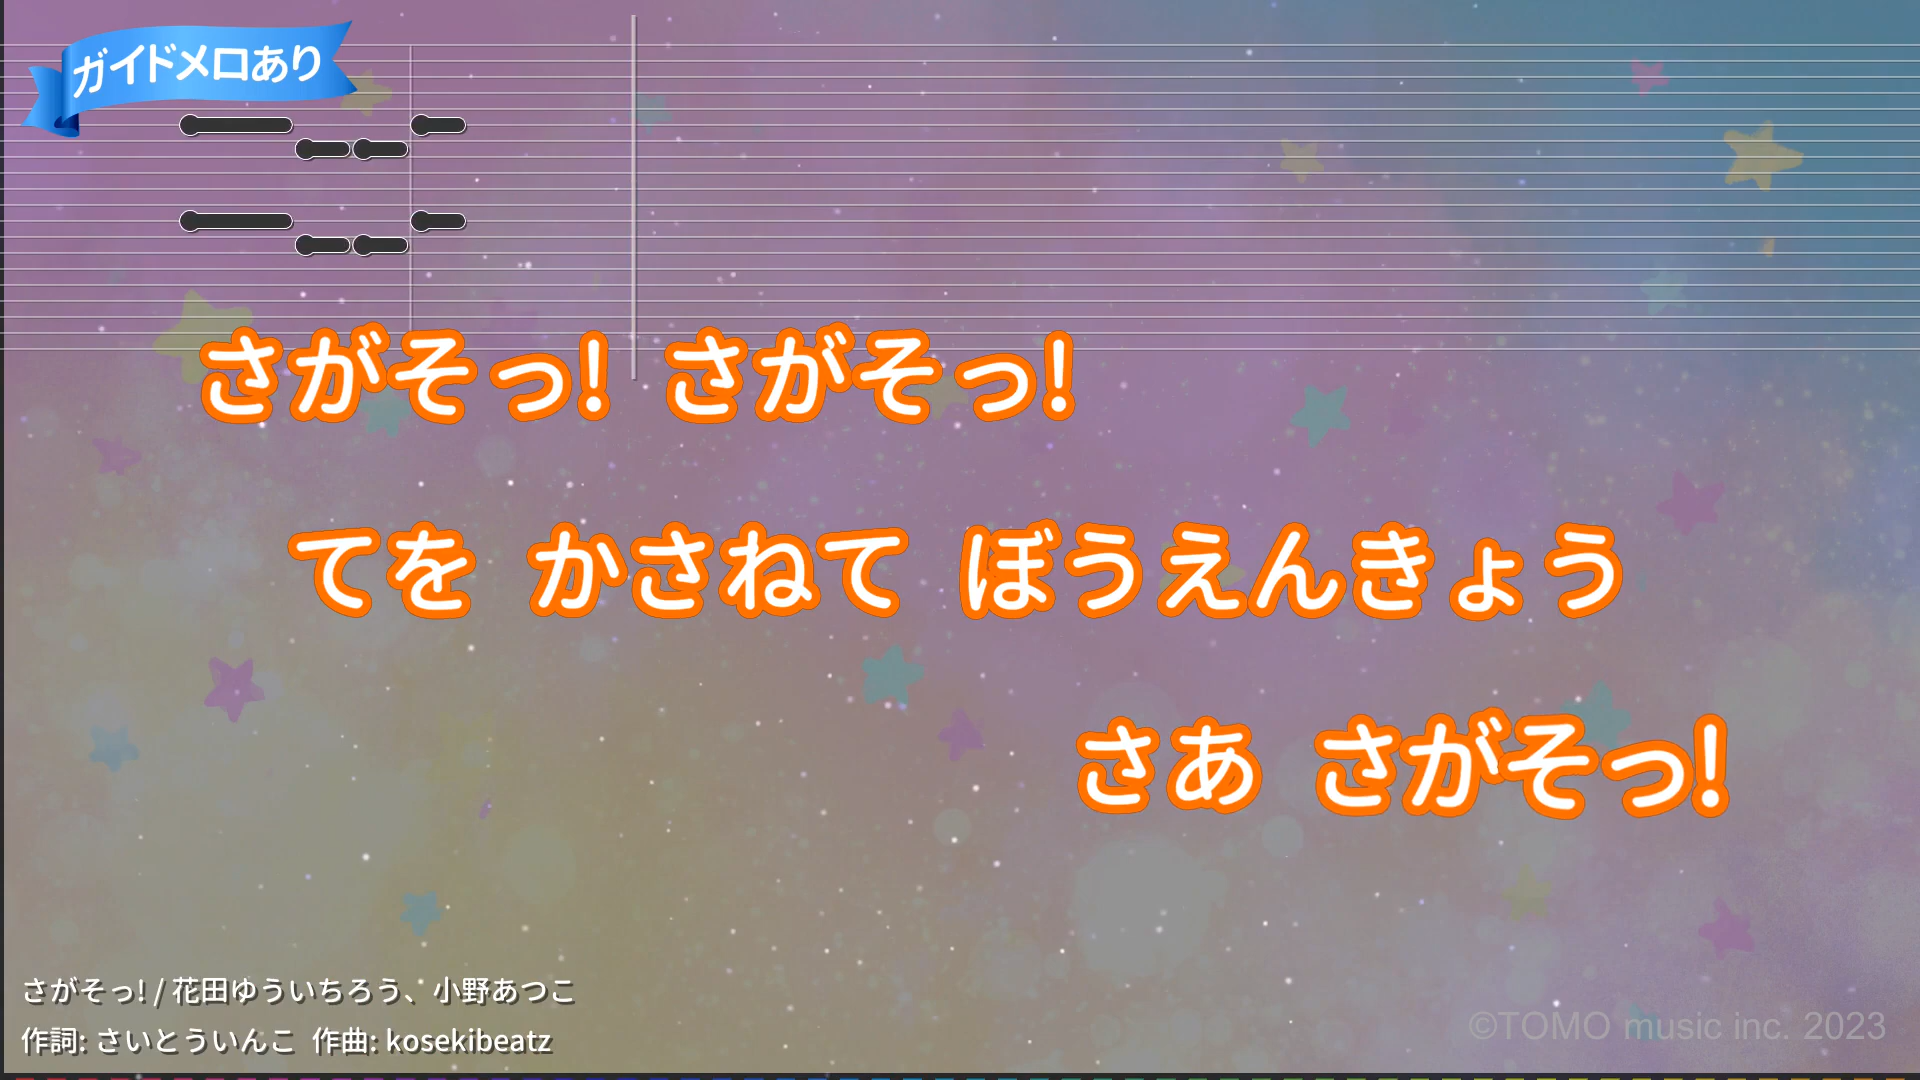 ガイドメロあり
さがそっ! さがそっ!
てを かさねて ぼうえんきょう
さあ さがそっ!
さがそっ! / 花田ゆういちろう、小野あつこ
作詞: さいとういんこ 作曲: kosekibeatz
©TOMO music inc. 2023